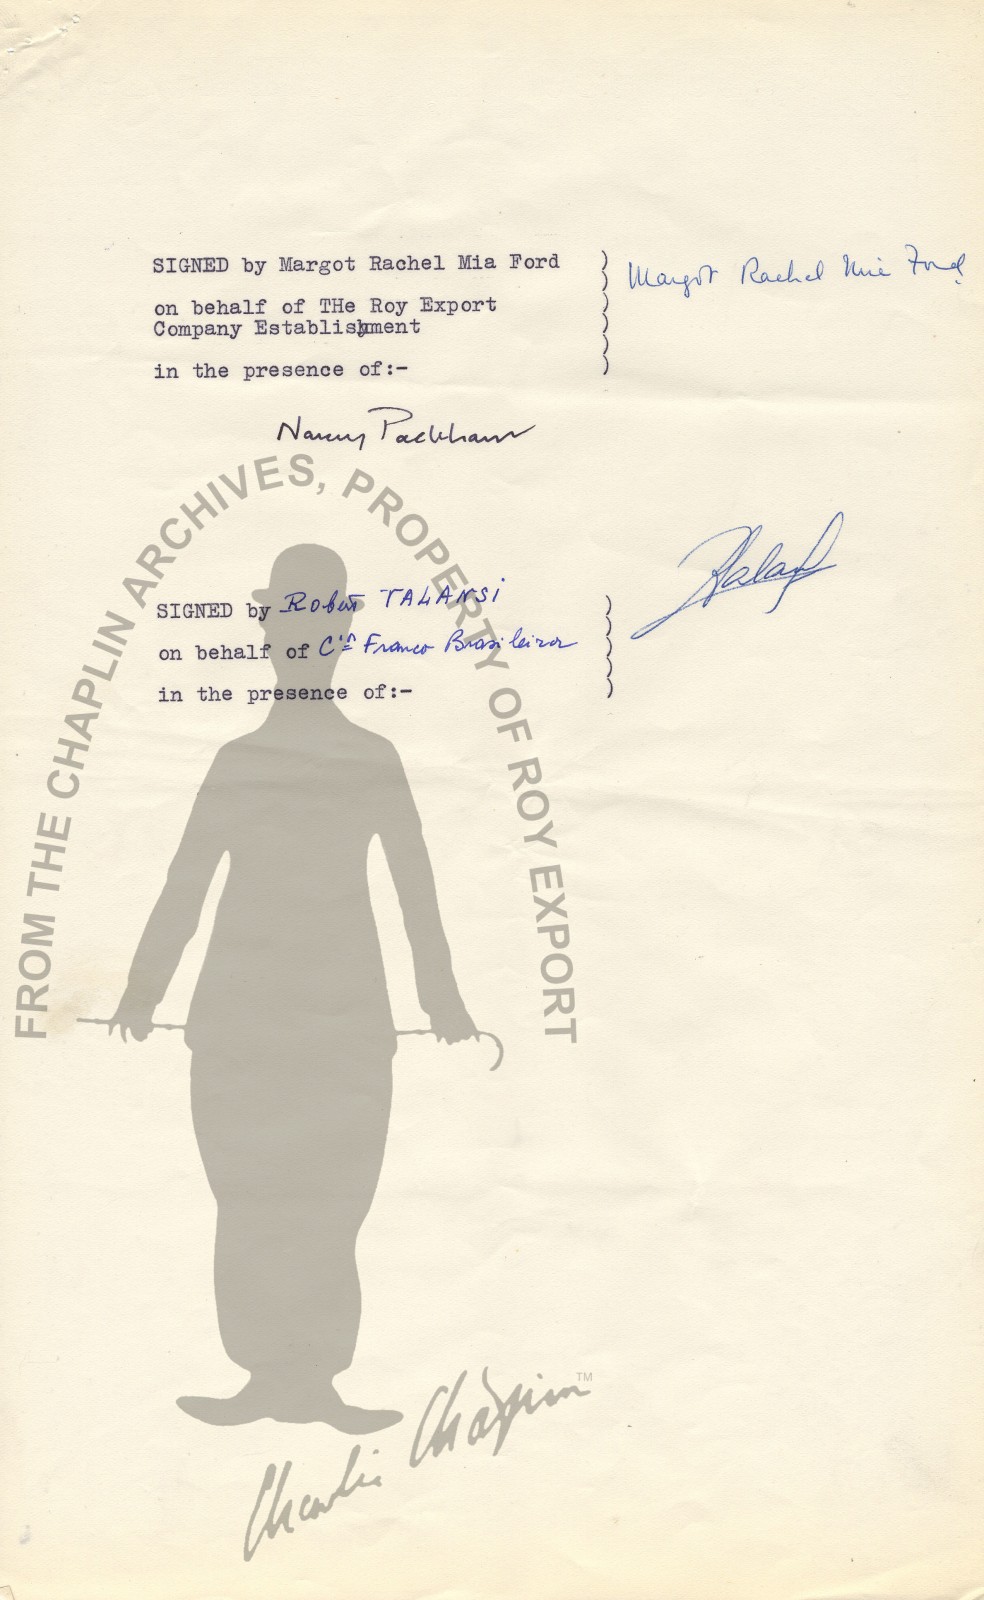 SIGNED by Margot Rachel Mia Ford
Margot Rachel Mia Ford
on behalf of THe Roy Export
Company Establishment
in the presence of:-
Nancy Packham
SIGNED by Robert TALANSI
on behalf of Cia Franco Brasileira
in the presence of:-
FROM THE CHAPLIN ARCHIVES, PROPERTY OF ROY EXPORT
Charlie Chaplin TM